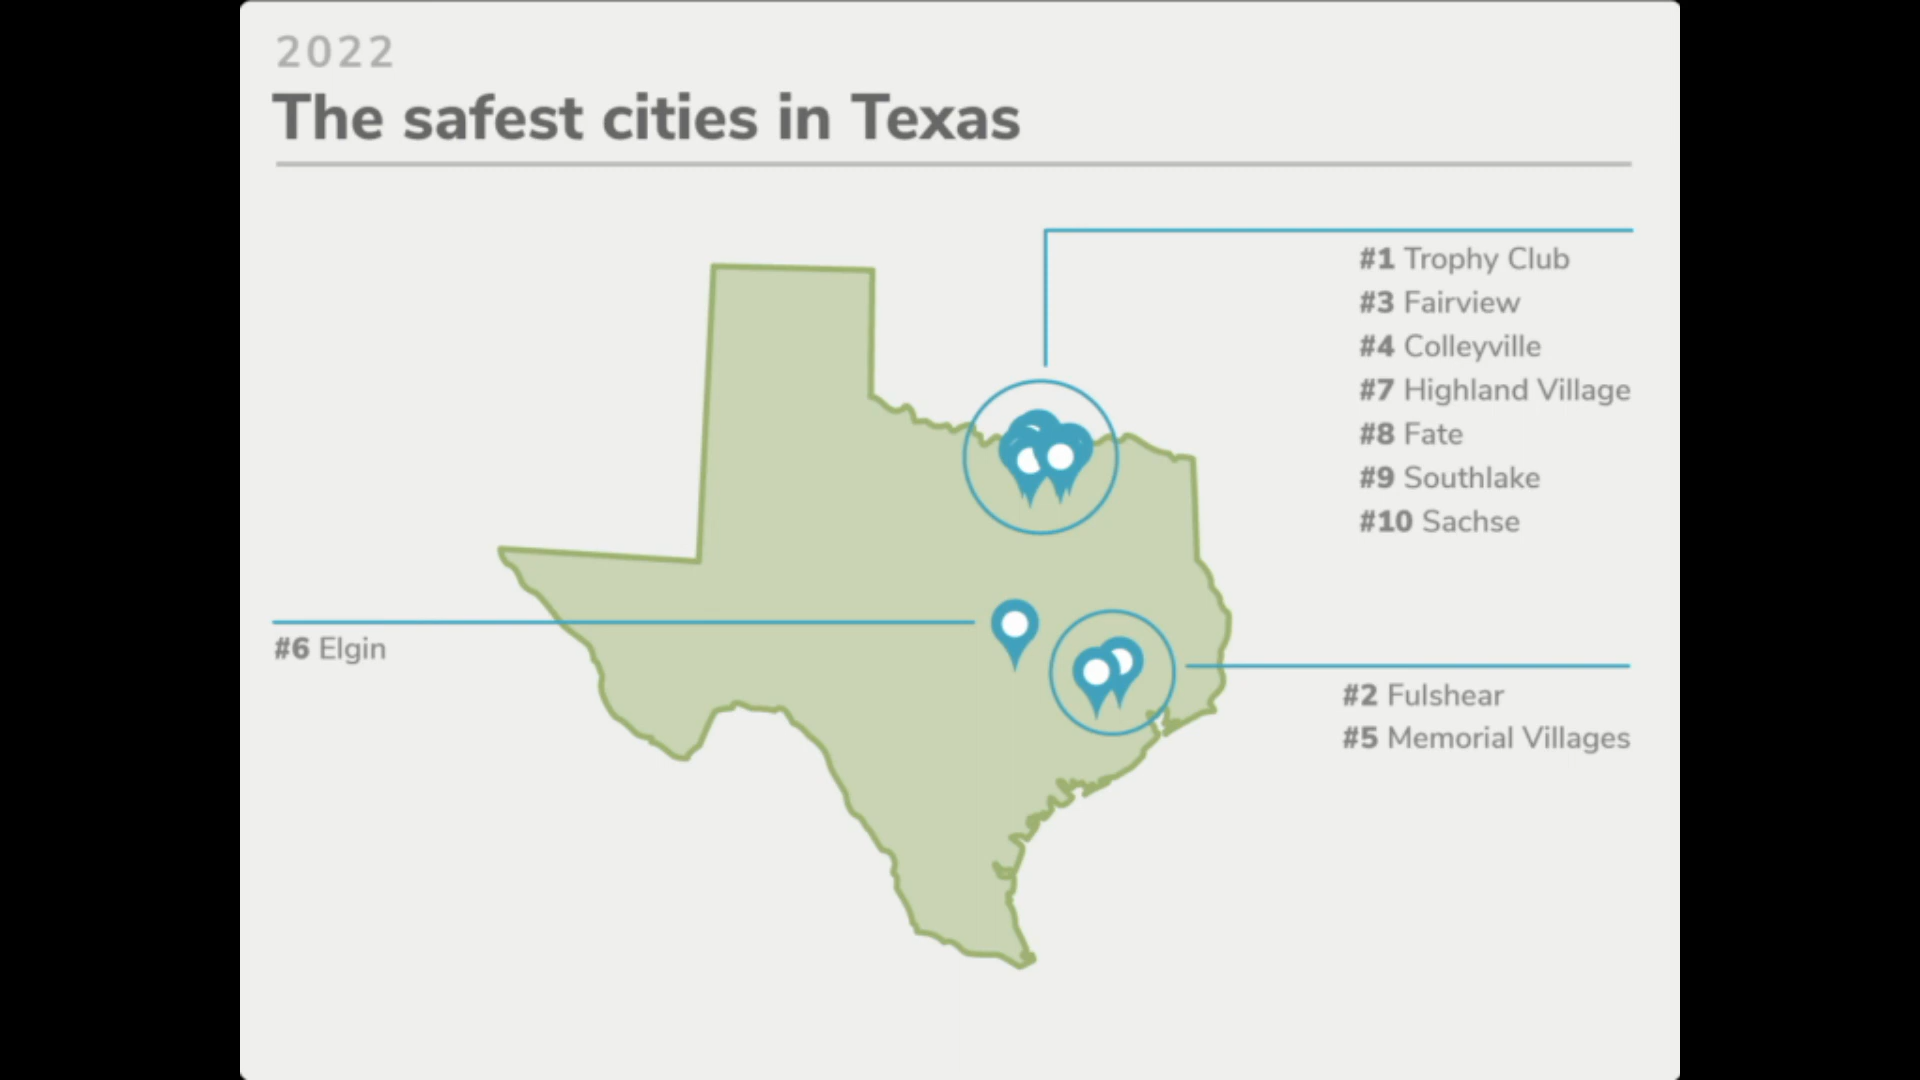 2022
The safest cities in Texas
#1 Trophy Club
#3 Fairview
#4 Colleyville
#7 Highland Village
#8 Fate
#9 Southlake
#10 Sachse
#6 Elgin
#2 Fulshear
#5 Memorial Villages